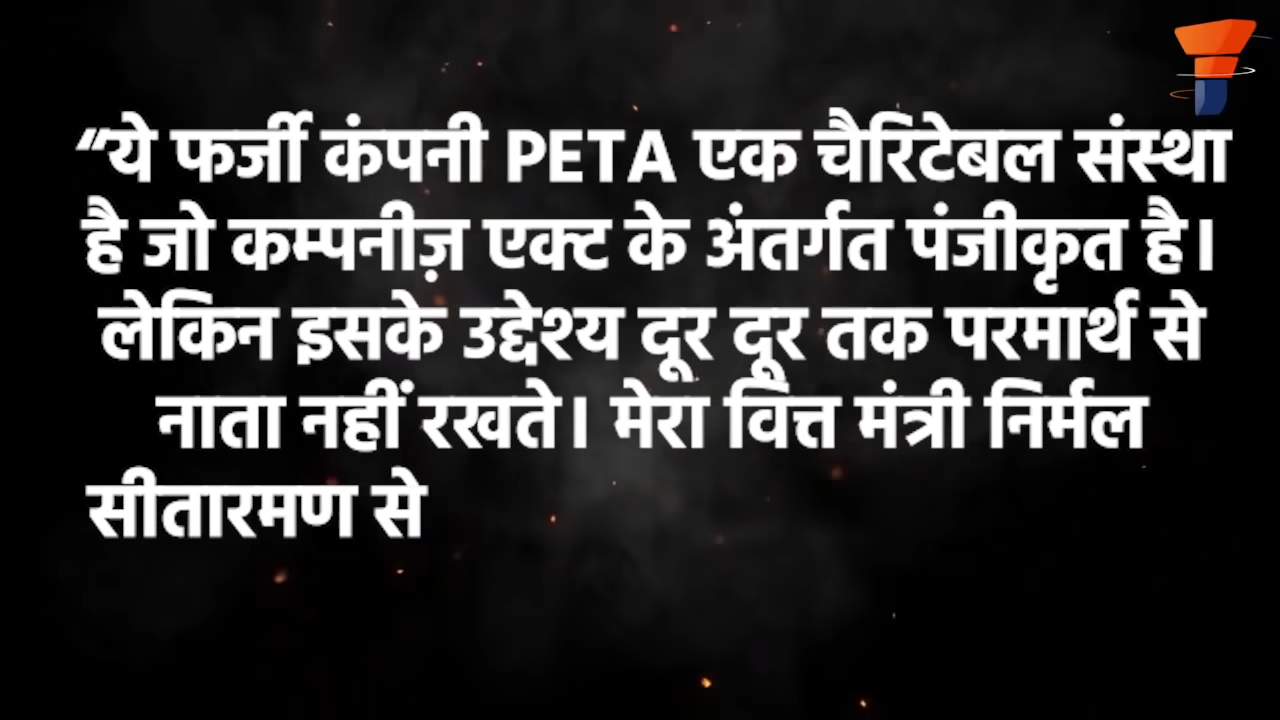 “ये फर्जी कंपनी PETA एक चैरिटेबल संस्था
है जो कम्पनीज़ एक्ट के अंतर्गत पंजीकृत है।
लेकिन इसके उद्देश्य दूर दूर तक परमार्थ से
नाता नहीं रखते। मेरा वित्त मंत्री निर्मल
सीतारमण से